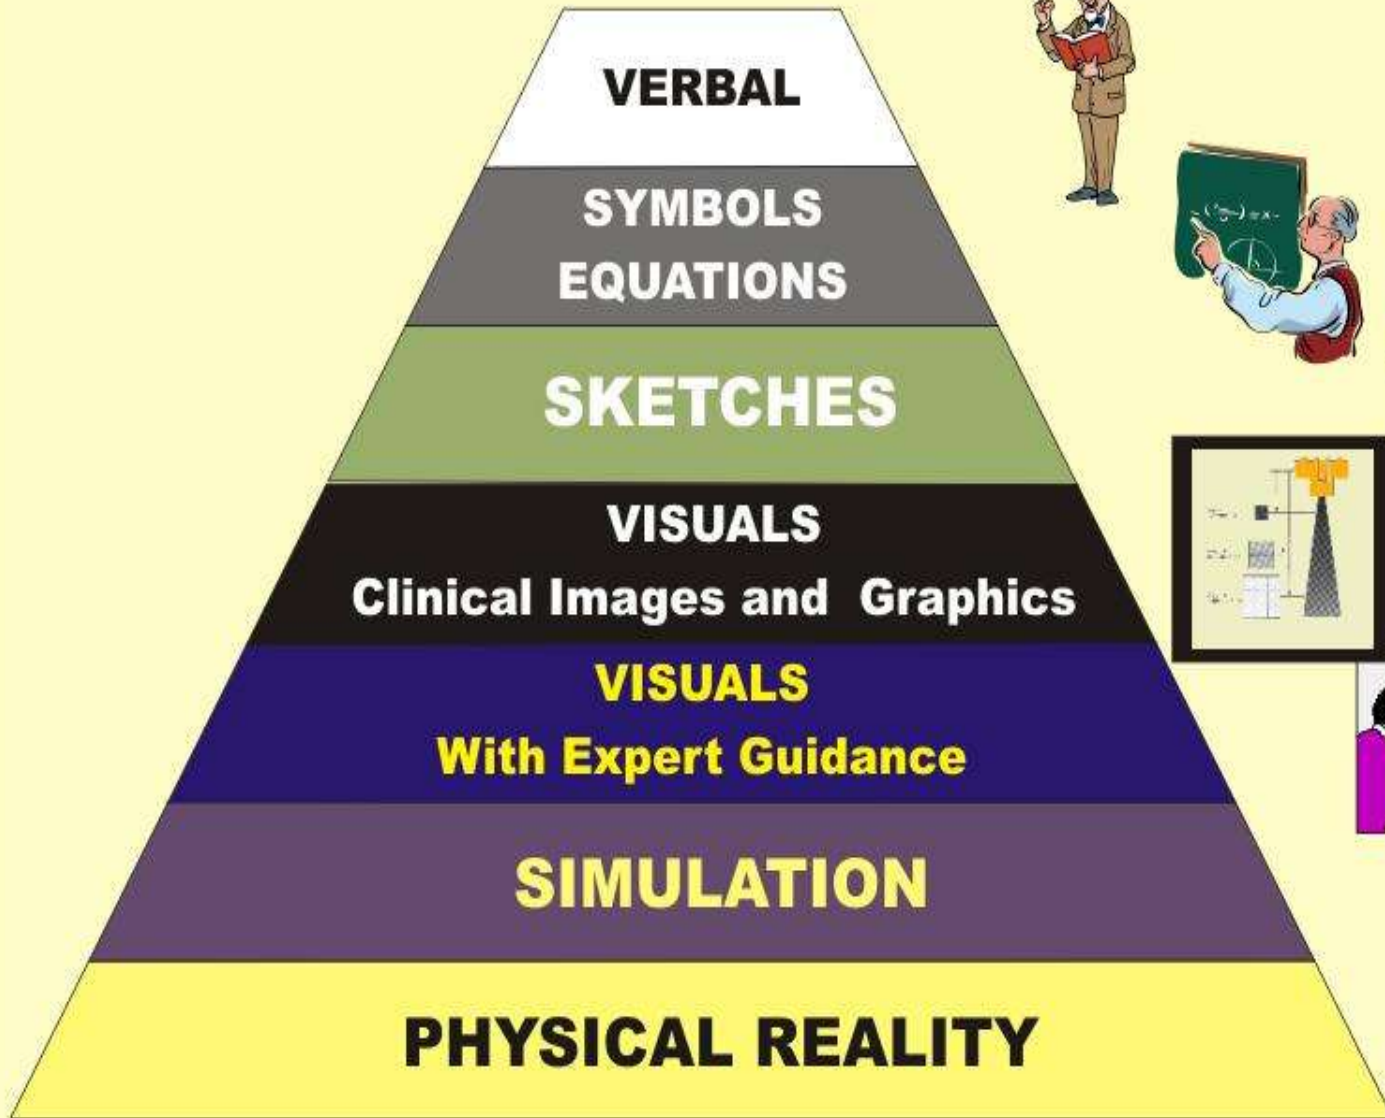 VERBAL
SYMBOLS
EQUATIONS
SKETCHES
VISUALS
Clinical Images and Graphics
VISUALS
With Expert Guidance
SIMULATION
PHYSICAL REALITY